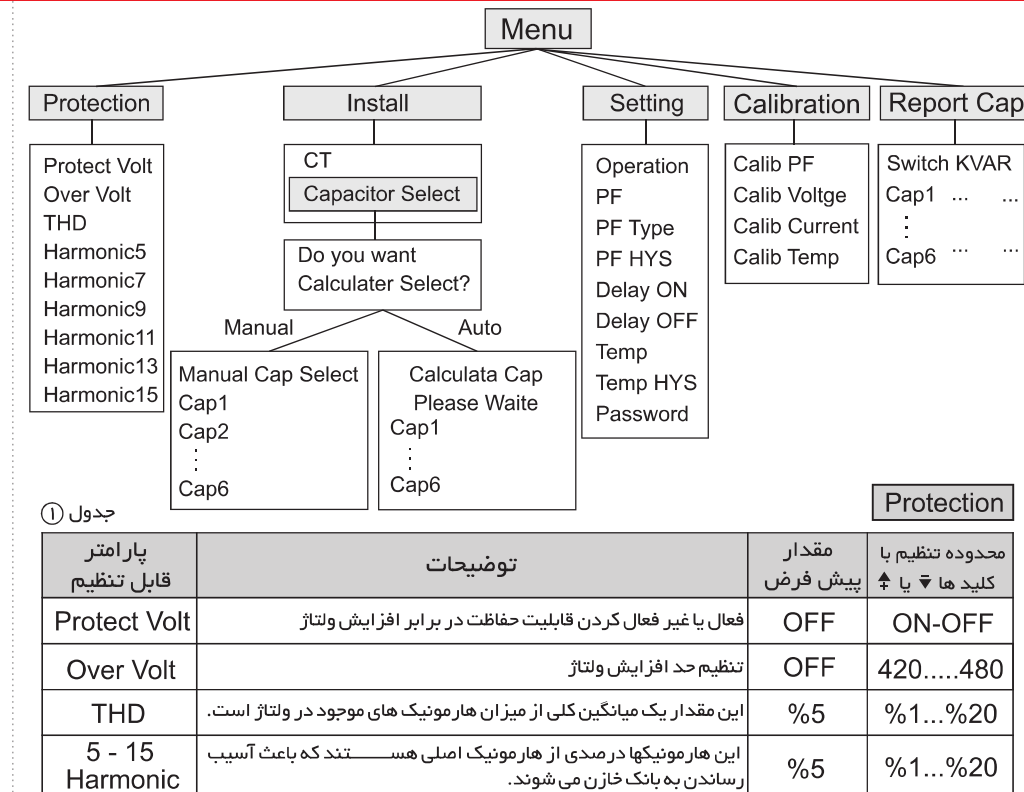 Menu
Protection
Protect Volt
Over Volt
THD
Harmonic5
Harmonic7
Harmonic9
Harmonic11
Harmonic13
Harmonic15
Install
CT
Capacitor Select
Do you want
Calculater Select?
Manual
Auto
Manual Cap Select
Cap1
Cap2
⋮
Cap6
Calculata Cap
Please Waite
Cap1
⋮
Cap6
Setting
Operation
PF
PF Type
PF HYS
Delay ON
Delay OFF
Temp
Temp HYS
Password
Calibration
Calib PF
Calib Voltge
Calib Current
Calib Temp
Report Cap
Switch KVAR
Cap1 ... ...
⋮
Cap6 ... ...
جدول ①
Protection
پارامتر
قابل تنظیم
توضیحات
مقدار
پیش فرض
محدوده تنظیم با
کلید ها ▼ یا ▲
Protect Volt
فعال یا غیر فعال کردن قابلیت حفاظت در برابر افزایش ولتاژ
OFF
ON-OFF
Over Volt
تنظیم حد افزایش ولتاژ
OFF
420.....480
THD
این مقدار یک میانگین کلی از میزان هارمونیک های موجود در ولتاژ است.
%5
%1...%20
5 - 15
Harmonic
این هارمونیکها درصدی از هارمونیک اصلی هســـــتند که باعث آسیب
رساندن به بانک خازن می شوند.
%5
%1...%20